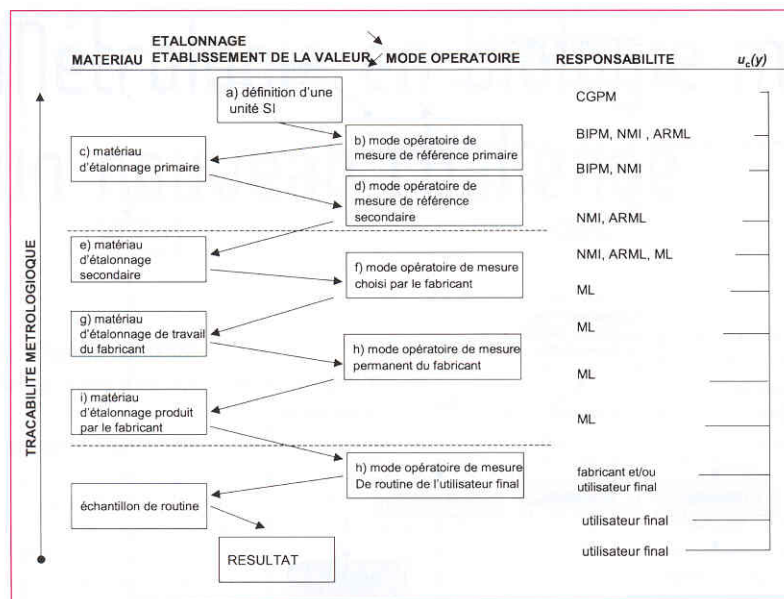 ETALONNAGE
MATERIAU ETABLISSEMENT DE LA VALEUR MODE OPERATOIRE RESPONSABILITE uc(y)
a) définition d'une
unité SI
CGPM
b) mode opératoire de
mesure de référence primaire
BIPM, NMI , ARML
c) matériau
d'étalonnage primaire
BIPM, NMI
d) mode opératoire de
mesure de référence
secondaire
NMI, ARML
e) matériau
d'étalonnage
secondaire
NMI, ARML, ML
f) mode opératoire de mesure
choisi par le fabricant
ML
g) matériau
d'étalonnage de travail
du fabricant
ML
h) mode opératoire de mesure
permanent du fabricant
ML
i) matériau
d'étalonnage produit
par le fabricant
ML
h) mode opératoire de mesure
De routine de l'utilisateur final
fabricant et/ou
utilisateur final
échantillon de routine
utilisateur final
RESULTAT
utilisateur final
TRACABILITE METROLOGIOQUE